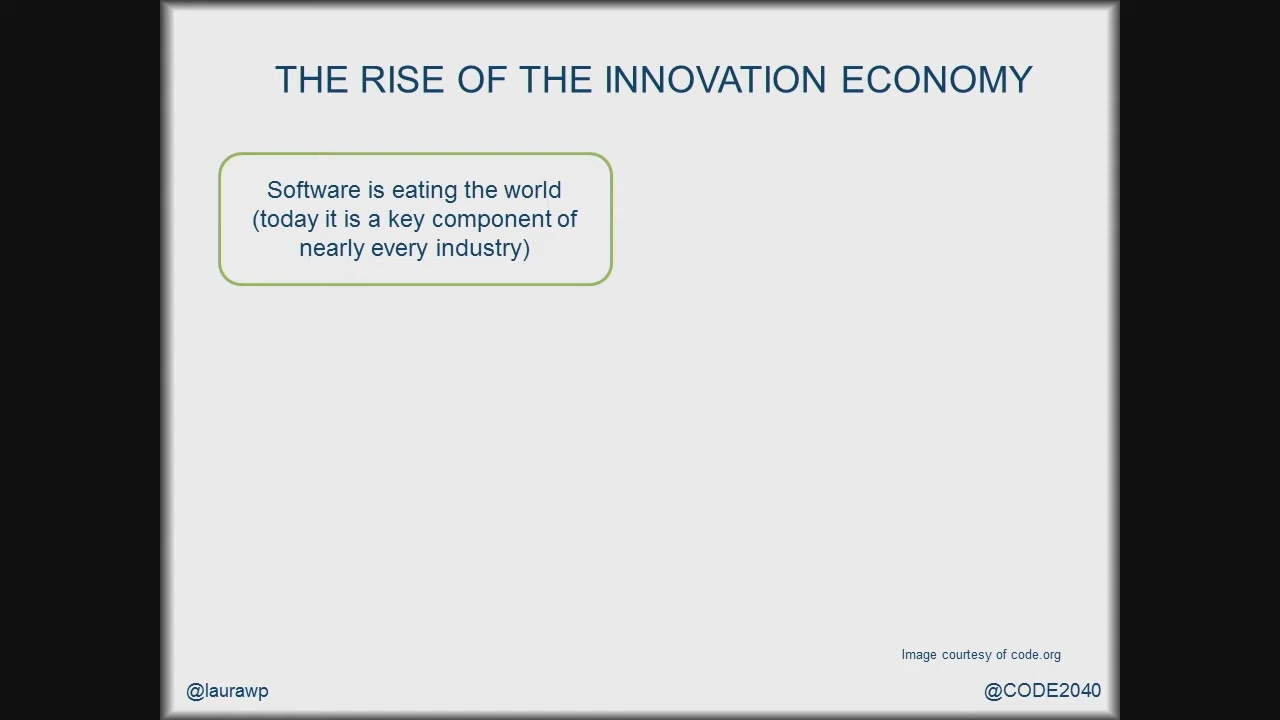 THE RISE OF THE INNOVATION ECONOMY
Software is eating the world
(today it is a key component of
nearly every industry)
Image courtesy of code.org
@laurawp
@CODE2040